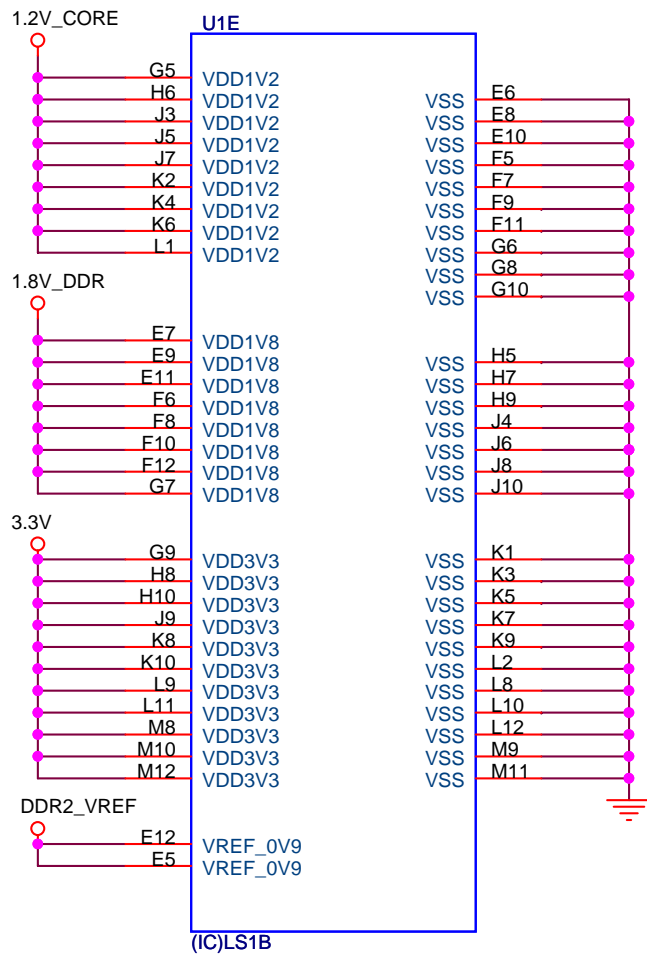 1.2V_CORE
U1E
G5 VDD1V2
H6 VDD1V2 VSS E6
J3 VDD1V2 VSS E8
J5 VDD1V2 VSS E10
J7 VDD1V2 VSS F5
K2 VDD1V2 VSS F7
K4 VDD1V2 VSS F9
K6 VDD1V2 VSS F11
L1 VDD1V2 VSS G6
VSS G8
1.8V_DDR VSS G10
E7 VDD1V8
E9 VDD1V8 VSS H5
E11 VDD1V8 VSS H7
F6 VDD1V8 VSS H9
F8 VDD1V8 VSS J4
F10 VDD1V8 VSS J6
F12 VDD1V8 VSS J8
G7 VDD1V8 VSS J10
3.3V
G9 VDD3V3 VSS K1
H8 VDD3V3 VSS K3
H10 VDD3V3 VSS K5
J9 VDD3V3 VSS K7
K8 VDD3V3 VSS K9
K10 VDD3V3 VSS L2
L9 VDD3V3 VSS L8
L11 VDD3V3 VSS L10
M8 VDD3V3 VSS L12
M10 VDD3V3 VSS M9
M12 VDD3V3 VSS M11
DDR2_VREF
E12 VREF_0V9
E5 VREF_0V9
(IC)LS1B